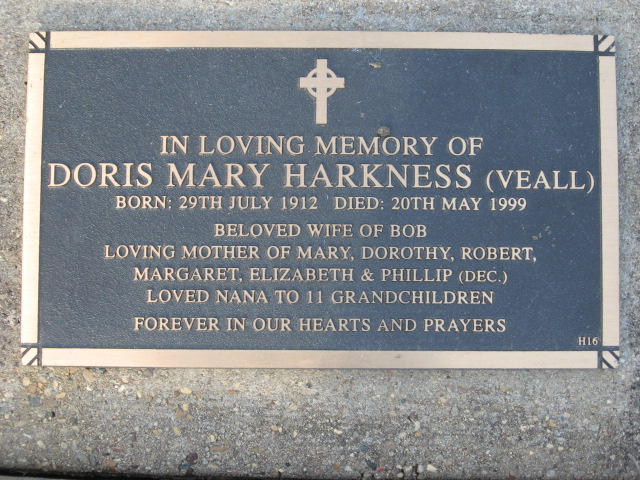 IN LOVING MEMORY OF
DORIS MARY HARKNESS (VEALL)
BORN: 29TH JULY 1912 DIED: 20TH MAY 1999
BELOVED WIFE OF BOB
LOVING MOTHER OF MARY, DOROTHY, ROBERT,
MARGARET, ELIZABETH & PHILLIP (DEC.)
LOVED NANA TO 11 GRANDCHILDREN
FOREVER IN OUR HEARTS AND PRAYERS
H16